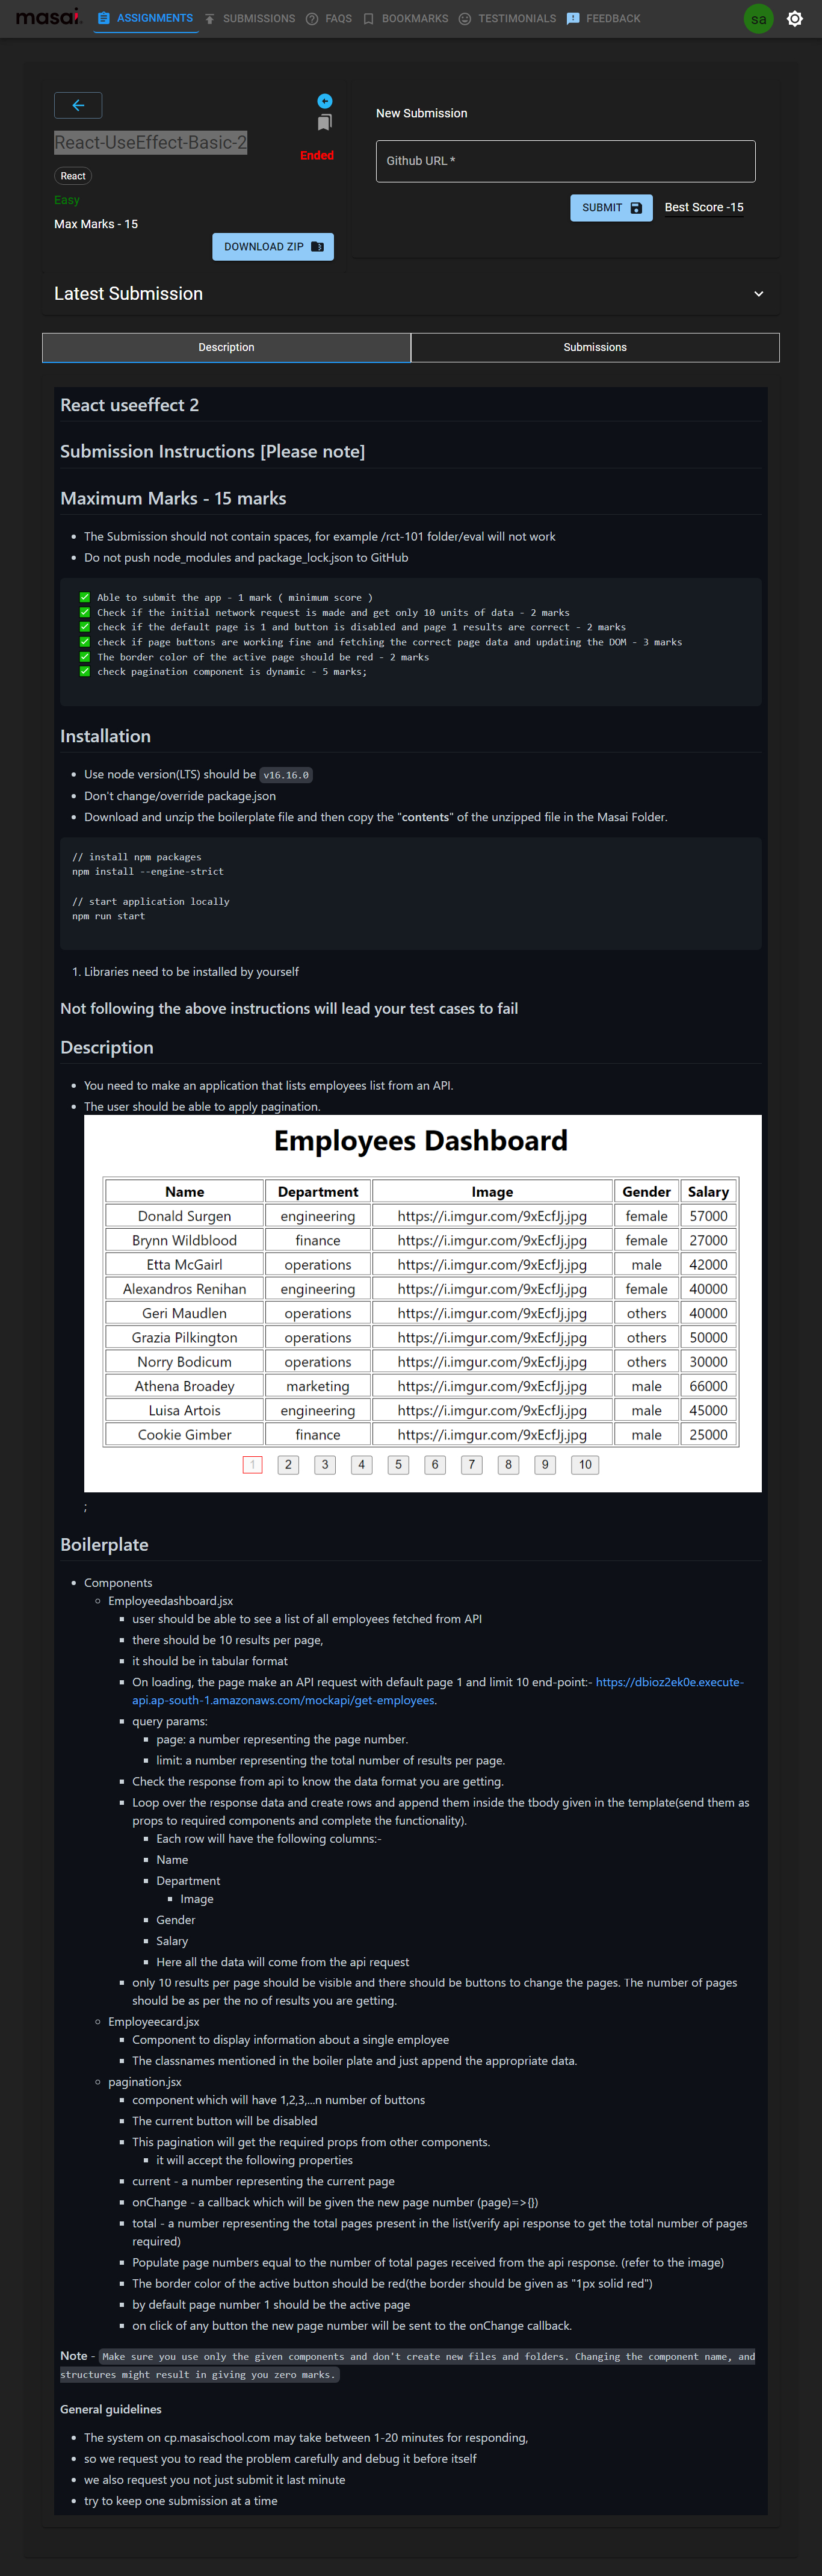 masai.
ASSIGNMENTS
SUBMISSIONS
FAQS
BOOKMARKS
TESTIMONIALS
FEEDBACK
sa
React-UseEffect-Basic-2
Ended
React
Easy
Max Marks - 15
DOWNLOAD ZIP
New Submission
Github URL *
SUBMIT
Best Score -15
Latest Submission
Description
Submissions
React useeffect 2
Submission Instructions [Please note]
Maximum Marks - 15 marks
• The Submission should not contain spaces, for example /rct-101 folder/eval will not work
• Do not push node_modules and package_lock.json to GitHub
✅ Able to submit the app - 1 mark ( minimum score )
✅ Check if the initial network request is made and get only 10 units of data - 2 marks
✅ check if the default page is 1 and button is disabled and page 1 results are correct - 2 marks
✅ check if page buttons are working fine and fetching the correct page data and updating the DOM - 3 marks
✅ The border color of the active page should be red - 2 marks
✅ check pagination component is dynamic - 5 marks;
Installation
• Use node version(LTS) should be v16.16.0
• Don't change/override package.json
• Download and unzip the boilerplate file and then copy the "contents" of the unzipped file in the Masai Folder.
// install npm packages
npm install --engine-strict
// start application locally
npm run start
1. Libraries need to be installed by yourself
Not following the above instructions will lead your test cases to fail
Description
• You need to make an application that lists employees list from an API.
• The user should be able to apply pagination.
Employees Dashboard
Name Department Image Gender Salary
Donald Surgen engineering https://i.imgur.com/9xEcfJj.jpg female 57000
Brynn Wildblood finance https://i.imgur.com/9xEcfJj.jpg female 27000
Etta McGairl operations https://i.imgur.com/9xEcfJj.jpg male 42000
Alexandros Renihan engineering https://i.imgur.com/9xEcfJj.jpg female 40000
Geri Maudlen operations https://i.imgur.com/9xEcfJj.jpg others 40000
Grazia Pilkington operations https://i.imgur.com/9xEcfJj.jpg others 50000
Norry Bodicum operations https://i.imgur.com/9xEcfJj.jpg others 30000
Athena Broadey marketing https://i.imgur.com/9xEcfJj.jpg male 66000
Luisa Artois engineering https://i.imgur.com/9xEcfJj.jpg male 45000
Cookie Gimber finance https://i.imgur.com/9xEcfJj.jpg male 25000
1 2 3 4 5 6 7 8 9 10
;
Boilerplate
• Components
◦ Employeedashboard.jsx
▪ user should be able to see a list of all employees fetched from API
▪ there should be 10 results per page,
▪ it should be in tabular format
▪ On loading, the page make an API request with default page 1 and limit 10 end-point:- https://dbioz2ek0e.execute-
api.ap-south-1.amazonaws.com/mockapi/get-employees.
▪ query params:
▪ page: a number representing the page number.
▪ limit: a number representing the total number of results per page.
▪ Check the response from api to know the data format you are getting.
▪ Loop over the response data and create rows and append them inside the tbody given in the template(send them as
props to required components and complete the functionality).
▪ Each row will have the following columns:-
▪ Name
▪ Department
▪ Image
▪ Gender
▪ Salary
▪ Here all the data will come from the api request
▪ only 10 results per page should be visible and there should be buttons to change the pages. The number of pages
should be as per the no of results you are getting.
◦ Employeecard.jsx
▪ Component to display information about a single employee
▪ The classnames mentioned in the boiler plate and just append the appropriate data.
◦ pagination.jsx
▪ component which will have 1,2,3,...n number of buttons
▪ The current button will be disabled
▪ This pagination will get the required props from other components.
▪ it will accept the following properties
▪ current - a number representing the current page
▪ onChange - a callback which will be given the new page number (page)=>{})
▪ total - a number representing the total pages present in the list(verify api response to get the total number of pages
required)
▪ Populate page numbers equal to the number of total pages received from the api response. (refer to the image)
▪ The border color of the active button should be red(the border should be given as "1px solid red")
▪ by default page number 1 should be the active page
▪ on click of any button the new page number will be sent to the onChange callback.
Note - Make sure you use only the given components and don't create new files and folders. Changing the component name, and
structures might result in giving you zero marks.
General guidelines
• The system on cp.masaischool.com may take between 1-20 minutes for responding,
• so we request you to read the problem carefully and debug it before itself
• we also request you not just submit it last minute
• try to keep one submission at a time